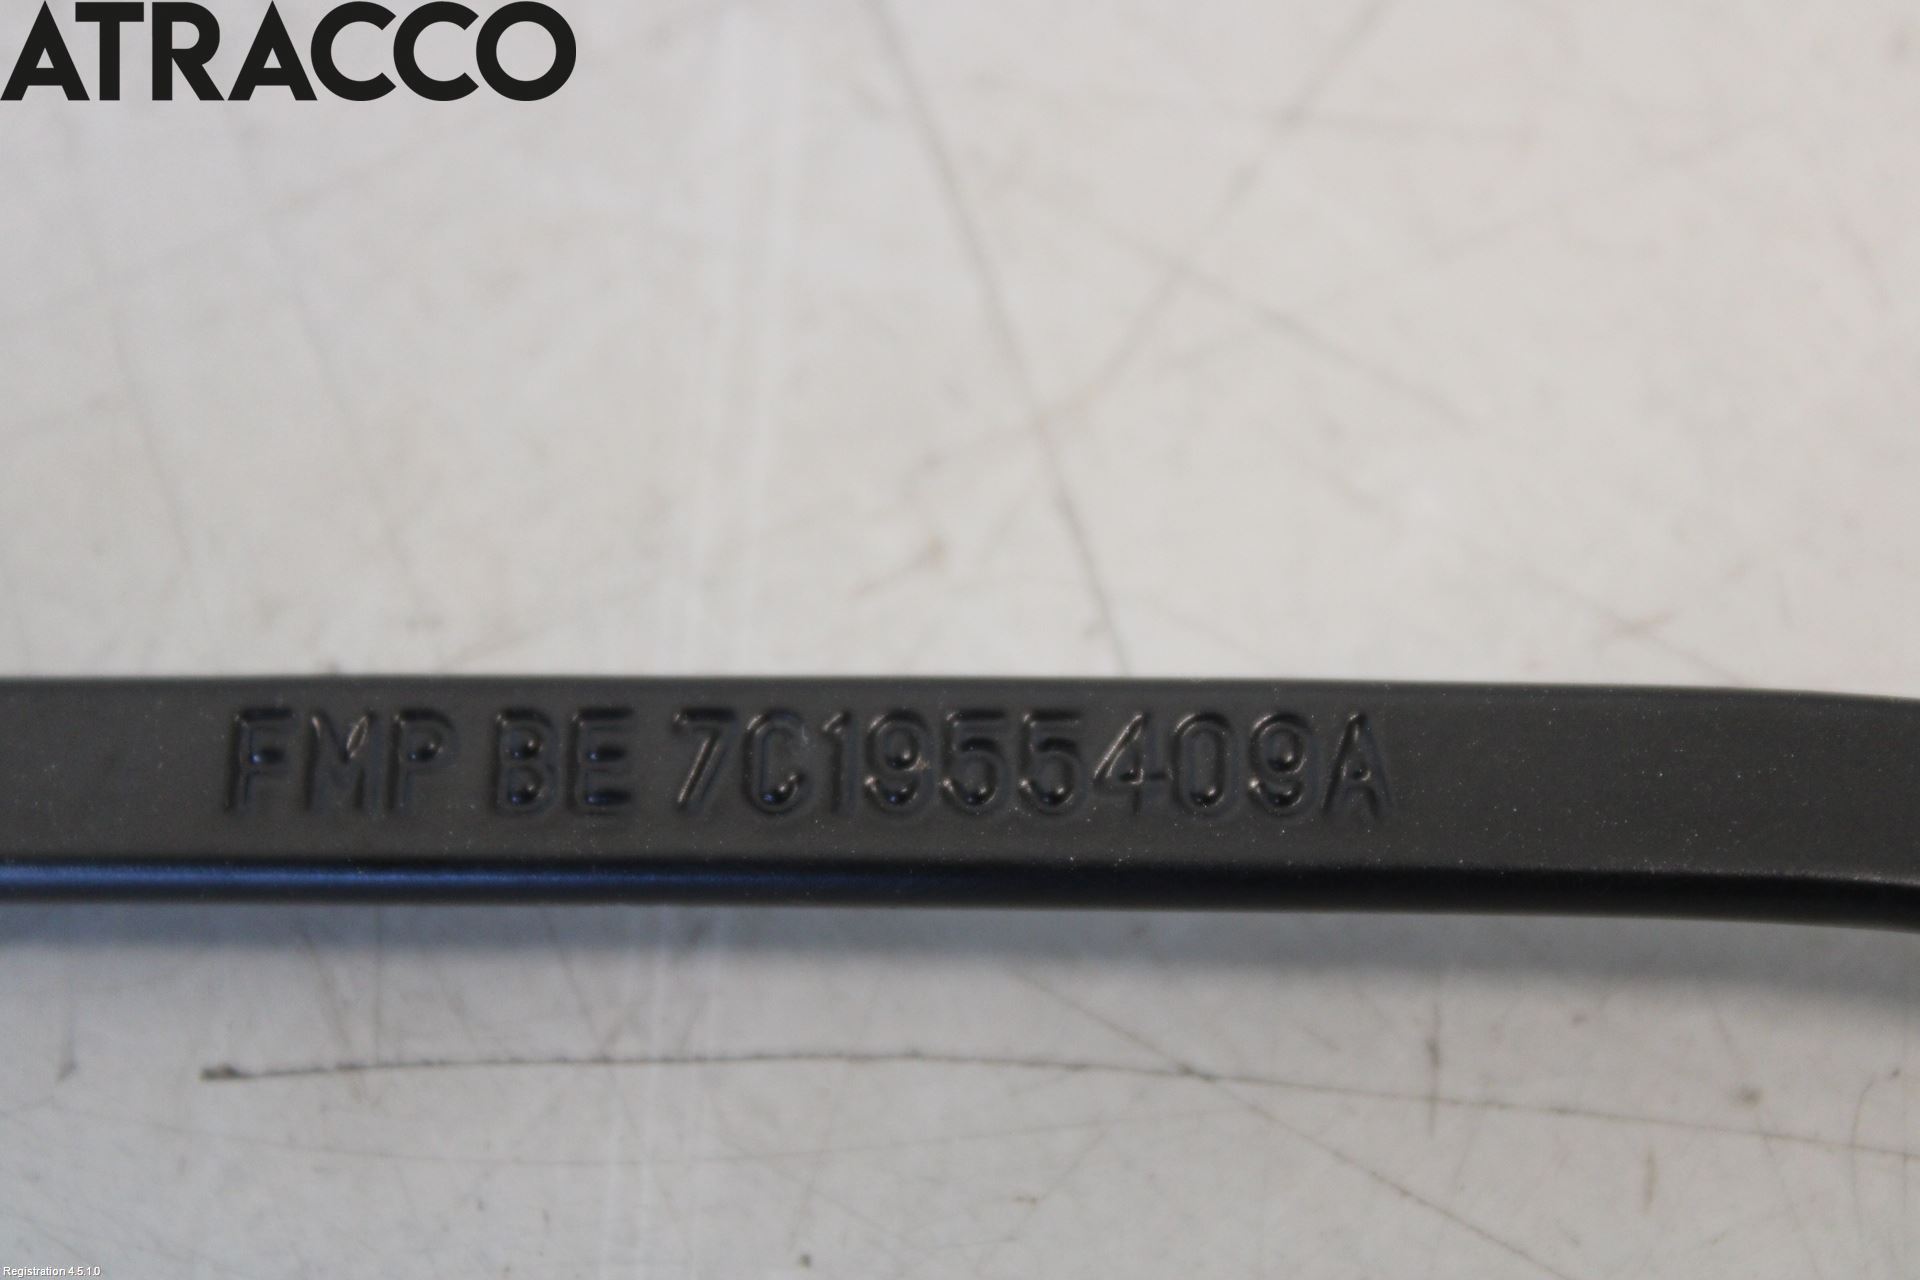 ATRACCO
FMP BE 7C1955409A
Registration 4.5.1.0